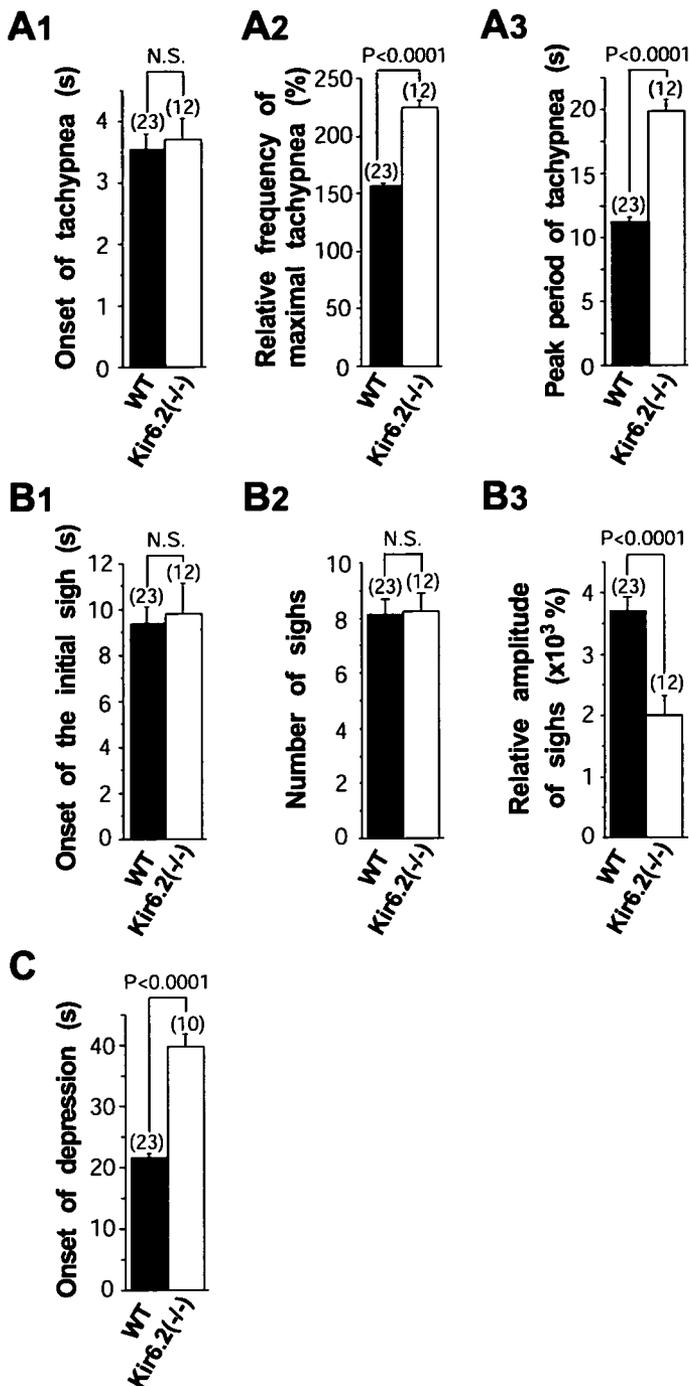 A1
Onset of tachypnea (s)
N.S.
(23)
(12)
4
3
2
1
0
WT
Kir6.2(-/-)
A2
Relative frequency of
maximal tachypnea (%)
P<0.0001
(12)
(23)
250
200
150
100
50
0
WT
Kir6.2(-/-)
A3
Peak period of tachypnea (s)
P<0.0001
(12)
(23)
20
15
10
5
0
WT
Kir6.2(-/-)
B1
Onset of the initial sigh (s)
N.S.
(23)
(12)
12
10
8
6
4
2
0
WT
Kir6.2(-/-)
B2
Number of sighs
N.S.
(23)
(12)
10
8
6
4
2
0
WT
Kir6.2(-/-)
B3
Relative amplitude
of sighs (x10³%)
P<0.0001
(23)
(12)
4
3
2
1
0
WT
Kir6.2(-/-)
C
Onset of depression (s)
P<0.0001
(10)
(23)
40
30
20
10
0
WT
Kir6.2(-/-)